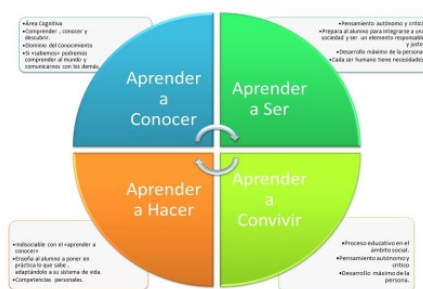 •Área Cognitiva
•Comprender , conocer y
descubrir.
•Dominio del Conocimiento
•Si «sabemos» podremos
comprender al mundo y
comunicarnos con los demás.
•Pensamiento autónomo y crítico
•Prepara al alumno para integrarse a una
sociedad y ser un elemento responsable
y justo
•Desarrollo máximo de la persona.
•Cada ser humano tiene necesidades
Aprender
a
Conocer
Aprender
a Ser
Aprender
a Hacer
Aprender
a
Convivir
•Indisociable con el «aprender a
conocer»
•Enseña al alumno a poner en
práctica lo que sabe ,
adaptándolo a su sistema de vida.
•Competencias personales.
•Proceso educativo en el
ámbito social.
•Pensamiento autónomo y
crítico
•Desarrollo máximo de la
persona.